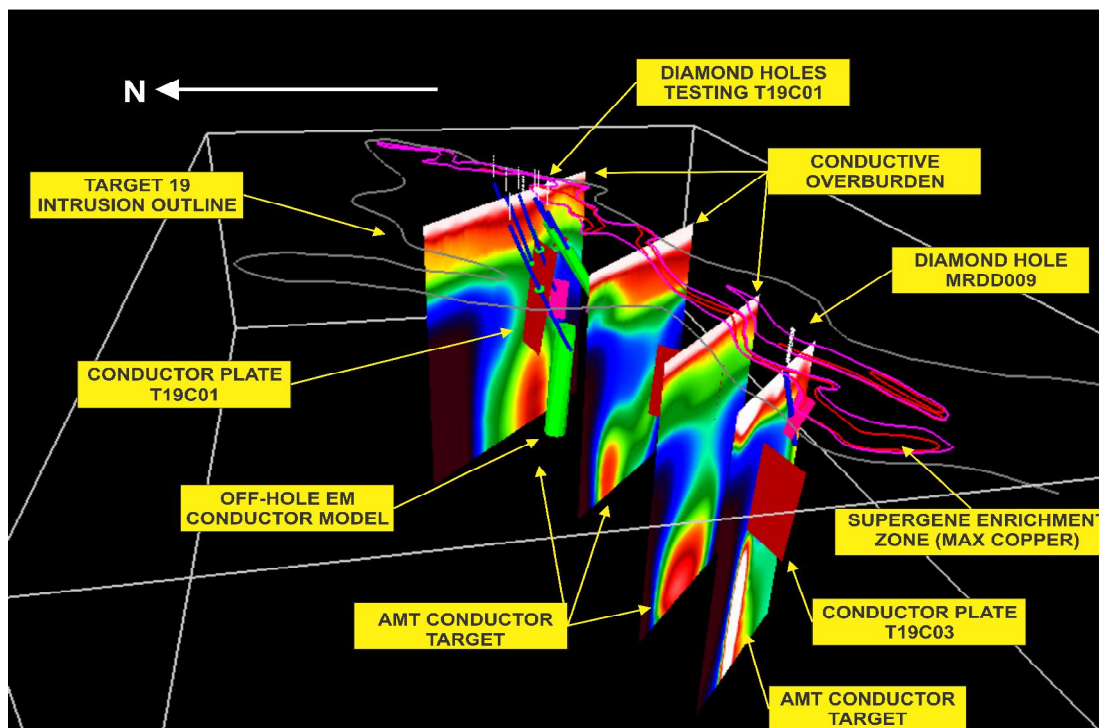 N
DIAMOND HOLES
TESTING T19C01
CONDUCTIVE
OVERBURDEN
TARGET 19
INTRUSION OUTLINE
DIAMOND HOLE
MRDD009
CONDUCTOR PLATE
T19C01
OFF-HOLE EM
CONDUCTOR MODEL
SUPERGENE ENRICHMENT
ZONE (MAX COPPER)
AMT CONDUCTOR
TARGET
CONDUCTOR PLATE
T19C03
AMT CONDUCTOR
TARGET